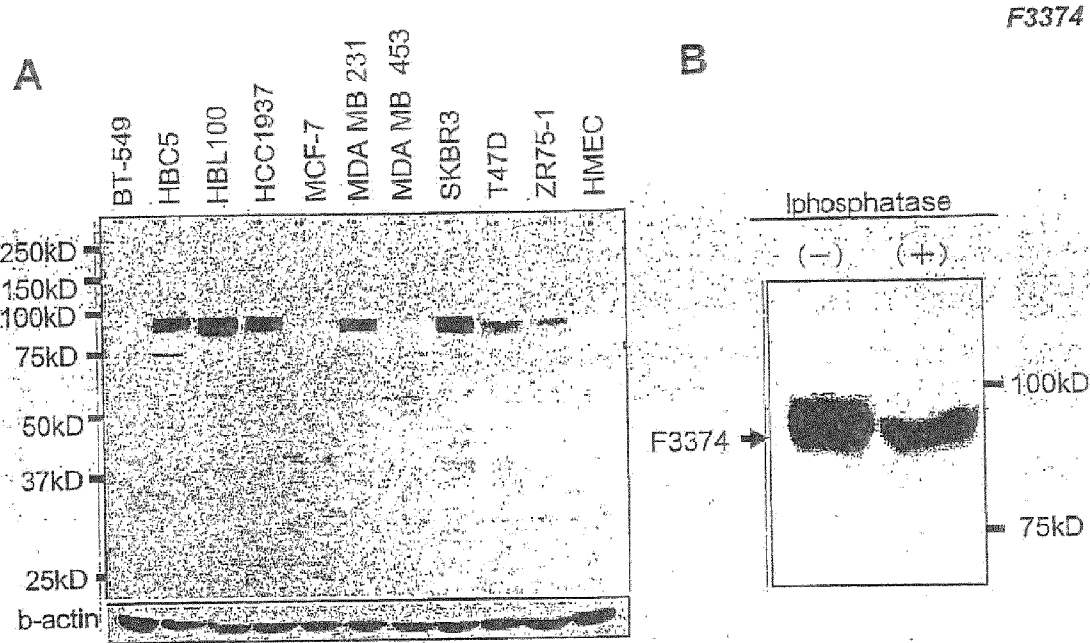 F3374
A
BT-549
HBC5
HBL100
HCC1937
MCF-7
MDA MB 231
MDA MB 453
SKBR3
T47D
ZR75-1
HMEC
250kD
150kD
100kD
75kD
50kD
37kD
25kD
b-actin
B
lphosphatase
(-) (+)
100kD
F3374
75kD